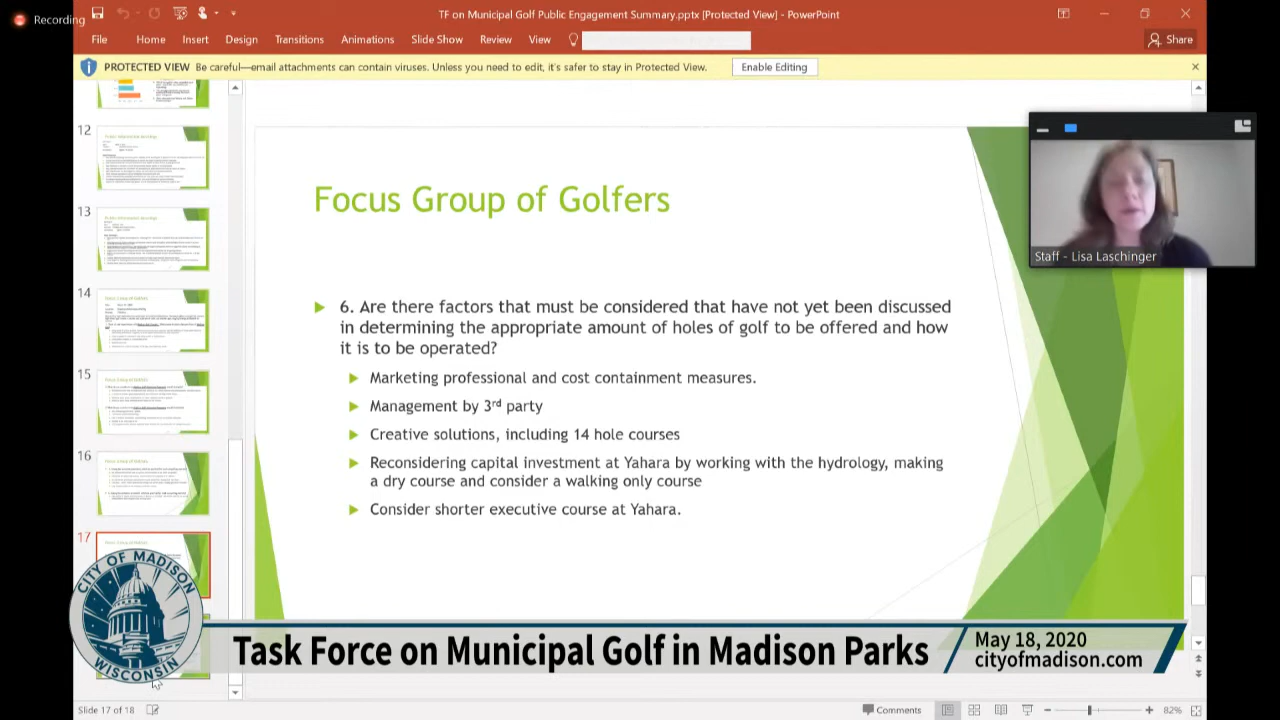 Recording
TF on Municipal Golf Public Engagement Summary.pptx [Protected View] - PowerPoint
File Home Insert Design Transitions Animations Slide Show Review View
Share
PROTECTED VIEW Be careful—email attachments can contain viruses. Unless you need to edit, it's safer to stay in Protected View.
Enable Editing
12
13
14
15
16
17
Focus Group of Golfers
6. Are there factors that must be considered that have not yet been discussed
in determining the appropriate amount of holes of golf to be offered and how
it is to be operated?
Marketing professional and cost containment measures.
Management by 3rd party
Creative solutions, including 14 hole courses
Reconsidering capital investment at Yahara by working with the hydrology, making
a dry course and consider a walking only course
Consider shorter executive course at Yahara.
Staff - Lisa Laschinger
CITY OF MADISON
WISCONSIN
Task Force on Municipal Golf in Madison Parks
May 18, 2020
cityofmadison.com
Slide 17 of 18
Comments
82%